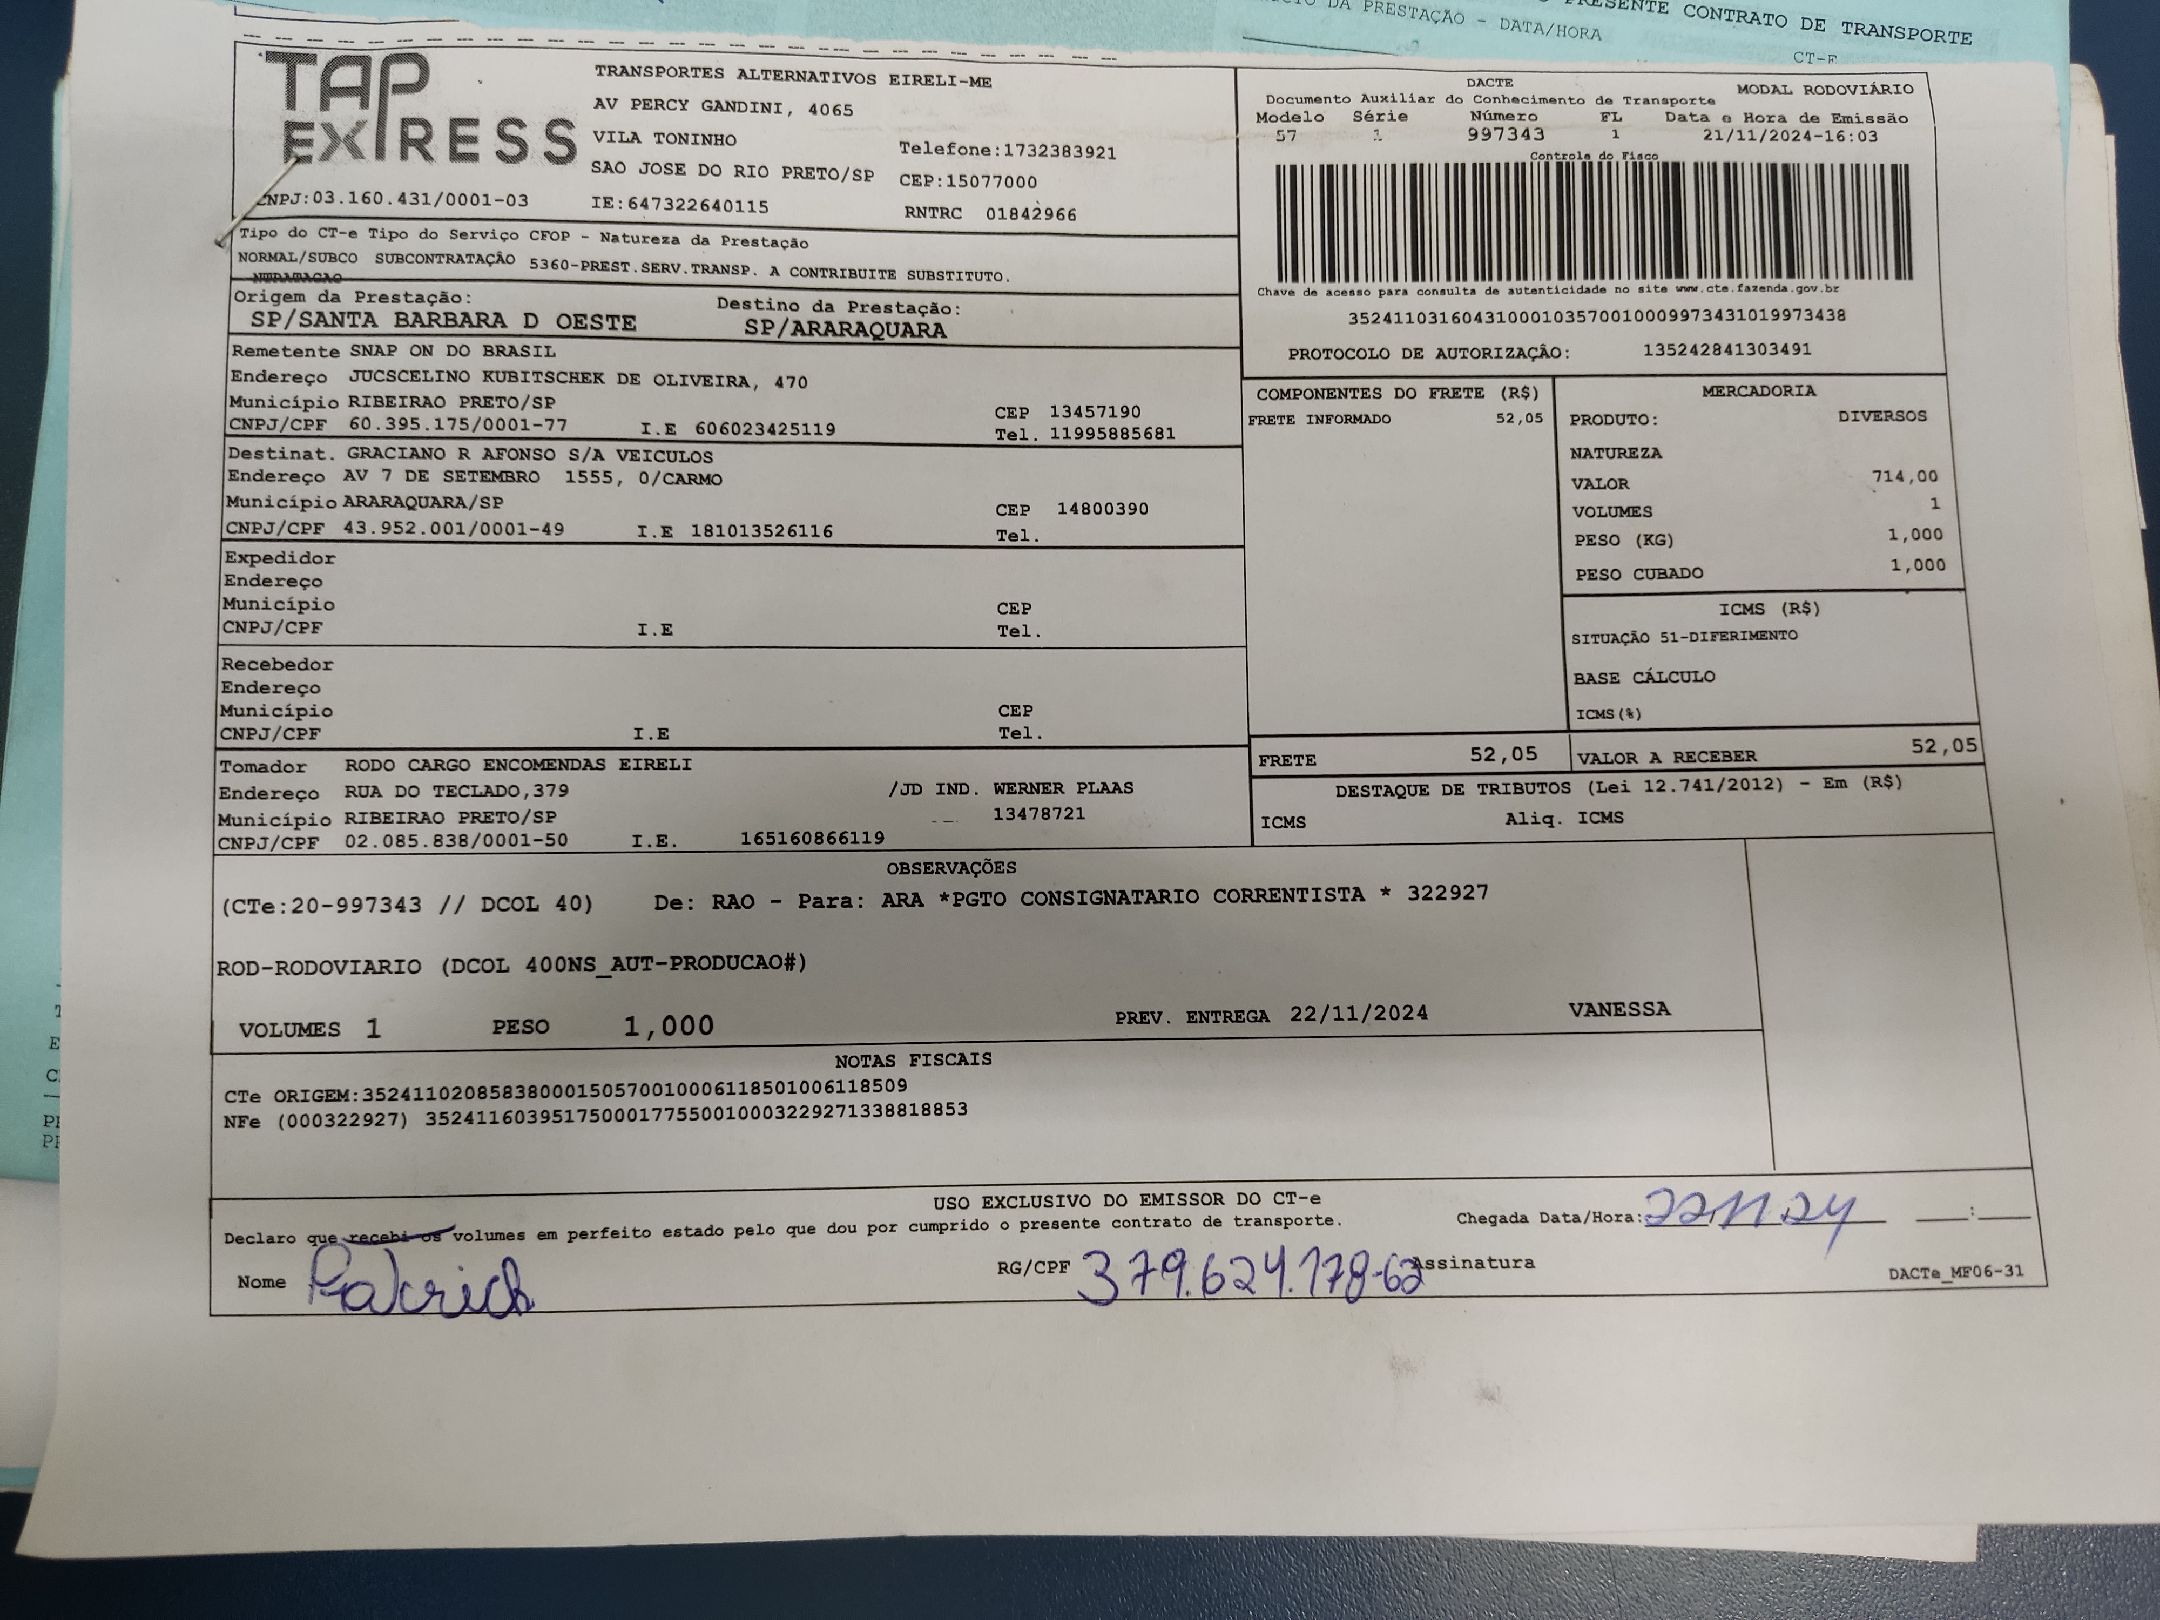 PRESENTE CONTRATO DE TRANSPORTE
DA PRESTAÇÃO - DATA/HORA
CT-E
TAP EXPRESS
TRANSPORTES ALTERNATIVOS EIRELI-ME
AV PERCY GANDINI, 4065
VILA TONINHO
Telefone:1732383921
SAO JOSE DO RIO PRETO/SP CEP:15077000
CNPJ:03.160.431/0001-03 IE:647322640115 RNTRC 01842966
DACTE MODAL RODOVIÁRIO
Documento Auxiliar do Conhecimento de Transporte
Modelo Série Número FL Data e Hora de Emissão
57 1 997343 1 21/11/2024-16:03
Controle do Fisco
Chave de acesso para consulta de autenticidade no site www.cte.fazenda.gov.br
35241103160431000103570010009973431019973438
PROTOCOLO DE AUTORIZAÇÃO: 135242841303491
Tipo do CT-e Tipo do Serviço CFOP - Natureza da Prestação
NORMAL/SUBCO SUBCONTRATAÇÃO 5360-PREST.SERV.TRANSP. A CONTRIBUITE SUBSTITUTO.
NTRATACAO
Origem da Prestação: Destino da Prestação:
SP/SANTA BARBARA D OESTE SP/ARARAQUARA
Remetente SNAP ON DO BRASIL
Endereço JUCSCELINO KUBITSCHEK DE OLIVEIRA, 470
Município RIBEIRAO PRETO/SP CEP 13457190
CNPJ/CPF 60.395.175/0001-77 I.E 606023425119 Tel. 11995885681
Destinat. GRACIANO R AFONSO S/A VEICULOS
Endereço AV 7 DE SETEMBRO 1555, 0/CARMO
Município ARARAQUARA/SP CEP 14800390
CNPJ/CPF 43.952.001/0001-49 I.E 181013526116 Tel.
Expedidor
Endereço
Município CEP
CNPJ/CPF I.E Tel.
Recebedor
Endereço
Município CEP
CNPJ/CPF I.E Tel.
Tomador RODO CARGO ENCOMENDAS EIRELI
Endereço RUA DO TECLADO,379 /JD IND. WERNER PLAAS
Município RIBEIRAO PRETO/SP 13478721
CNPJ/CPF 02.085.838/0001-50 I.E. 165160866119
COMPONENTES DO FRETE (R$)
FRETE INFORMADO 52,05
MERCADORIA
PRODUTO: DIVERSOS
NATUREZA
VALOR 714,00
VOLUMES 1
PESO (KG) 1,000
PESO CUBADO 1,000
ICMS (R$)
SITUAÇÃO 51-DIFERIMENTO
BASE CÁLCULO
ICMS(%)
FRETE 52,05 VALOR A RECEBER 52,05
DESTAQUE DE TRIBUTOS (Lei 12.741/2012) - Em (R$)
ICMS Aliq. ICMS
OBSERVAÇÕES
(CTe:20-997343 // DCOL 40) De: RAO - Para: ARA *PGTO CONSIGNATARIO CORRENTISTA * 322927
ROD-RODOVIARIO (DCOL 400NS_AUT-PRODUCAO#)
VOLUMES 1 PESO 1,000 PREV. ENTREGA 22/11/2024 VANESSA
NOTAS FISCAIS
CTe ORIGEM:35241102085838000150570010006118501006118509
NFe (000322927) 35241160395175000177550010003229271338818853
USO EXCLUSIVO DO EMISSOR DO CT-e
Declaro que recebi os volumes em perfeito estado pelo que dou por cumprido o presente contrato de transporte. Chegada Data/Hora: 22 11 24 :
Nome Patrick RG/CPF 379.624.178-62 Assinatura
DACTe_MF06-31